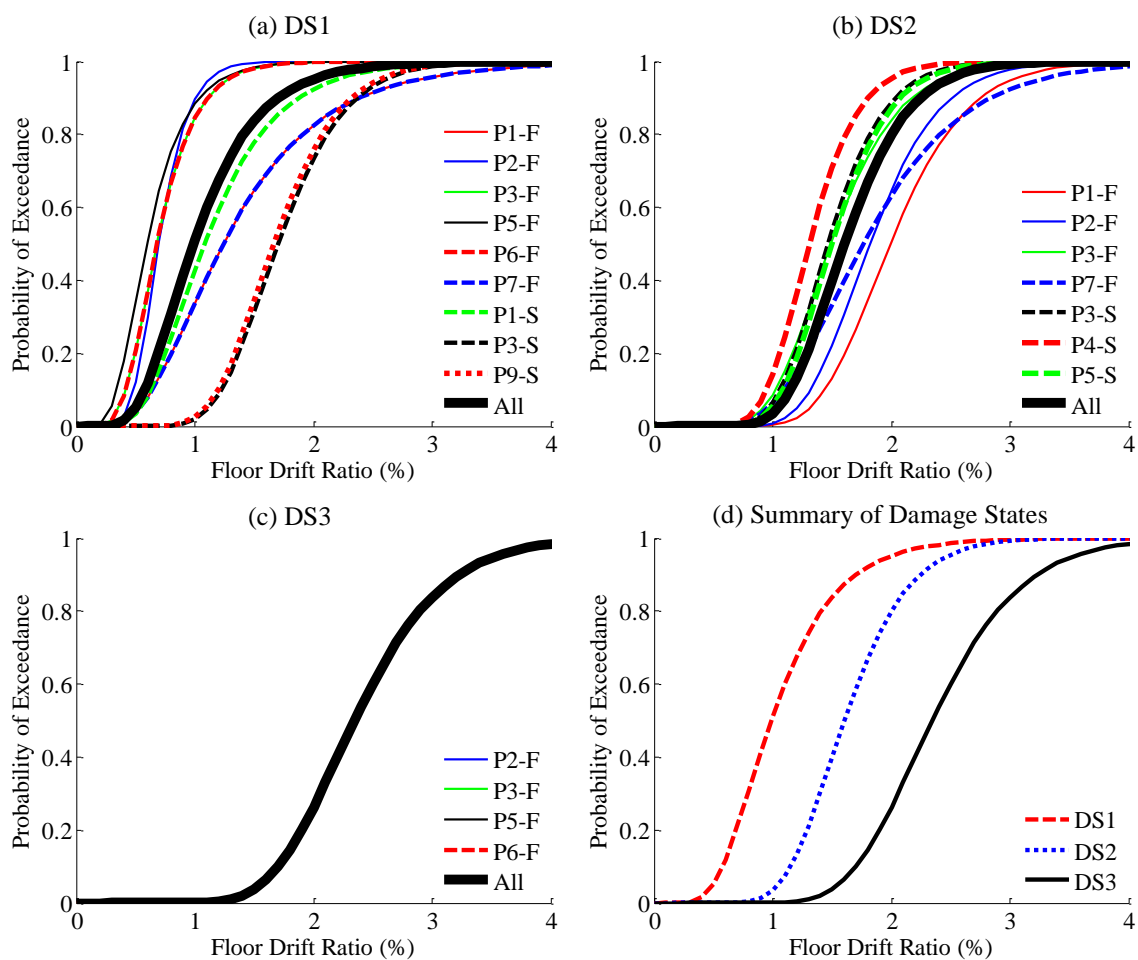 (a) DS1
Probability of Exceedance
1
0.8
0.6
0.4
0.2
0
0 1 2 3 4
Floor Drift Ratio (%)
P1-F
P2-F
P3-F
P5-F
P6-F
P7-F
P1-S
P3-S
P9-S
All
(b) DS2
Probability of Exceedance
1
0.8
0.6
0.4
0.2
0
0 1 2 3 4
Floor Drift Ratio (%)
P1-F
P2-F
P3-F
P7-F
P3-S
P4-S
P5-S
All
(c) DS3
Probability of Exceedance
1
0.8
0.6
0.4
0.2
0
0 1 2 3 4
Floor Drift Ratio (%)
P2-F
P3-F
P5-F
P6-F
All
(d) Summary of Damage States
Probability of Exceedance
1
0.8
0.6
0.4
0.2
0
0 1 2 3 4
Floor Drift Ratio (%)
DS1
DS2
DS3